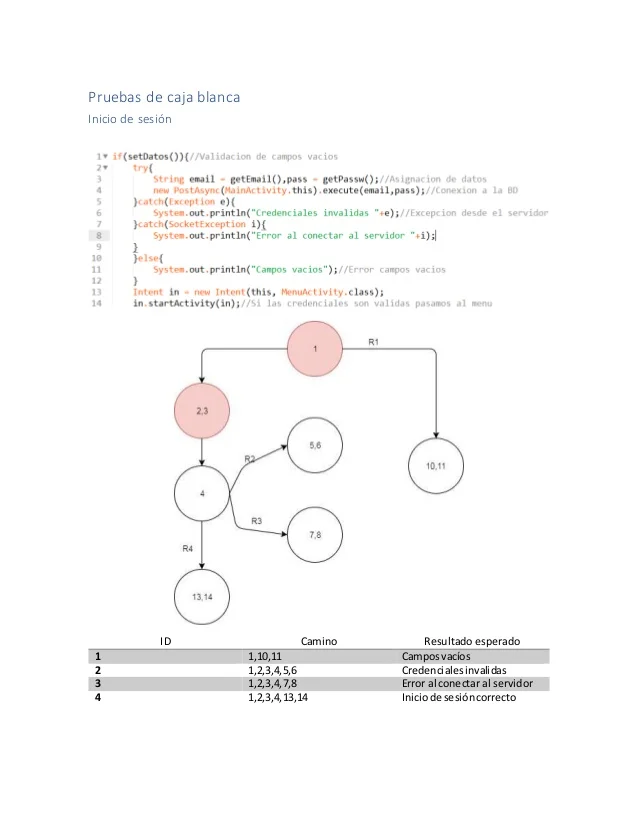 Pruebas de caja blanca
Inicio de sesión
1 if(setDatos()){//Validacion de campos vacios
2 try{
3 String email = getEmail(),pass = getPassw();//Asignacion de datos
4 new PostAsync(MainActivity.this).execute(email,pass);//Conexion a la BD
5 }catch(Exception e){
6 System.out.println("Credenciales invalidas "+e);//Excepcion desde el servidor
7 }catch(SocketException i){
8 System.out.println("Error al conectar al servidor "+i);
9 }
10 }else{
11 System.out.println("Campos vacios");//Error campos vacios
12 }
13 Intent in = new Intent(this, MenuActivity.class);
14 in.startActivity(in);//Si las credenciales son validas pasamos al menu
1
R1
2,3
5,6
R2
10,11
4
R3
7,8
R4
13,14
ID Camino Resultado esperado
1 1,10,11 Campos vacíos
2 1,2,3,4,5,6 Credenciales invalidas
3 1,2,3,4,7,8 Error al conectar al servidor
4 1,2,3,4,13,14 Inicio de sesión correcto